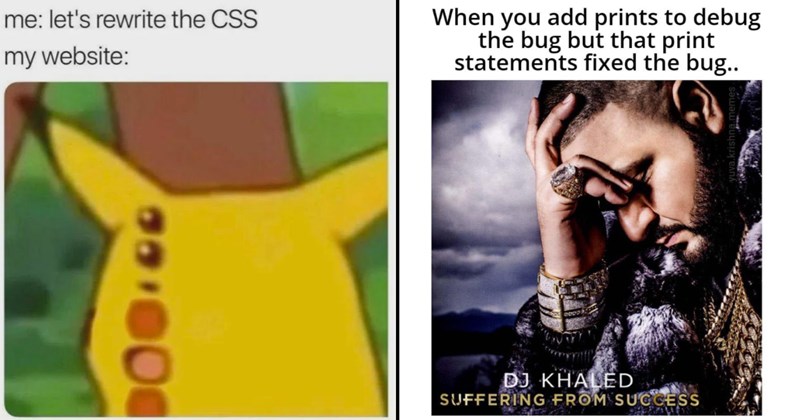 me: let's rewrite the CSS
my website:
When you add prints to debug
the bug but that print
statements fixed the bug..
DJ KHALED
SUFFERING FROM SUCCESS